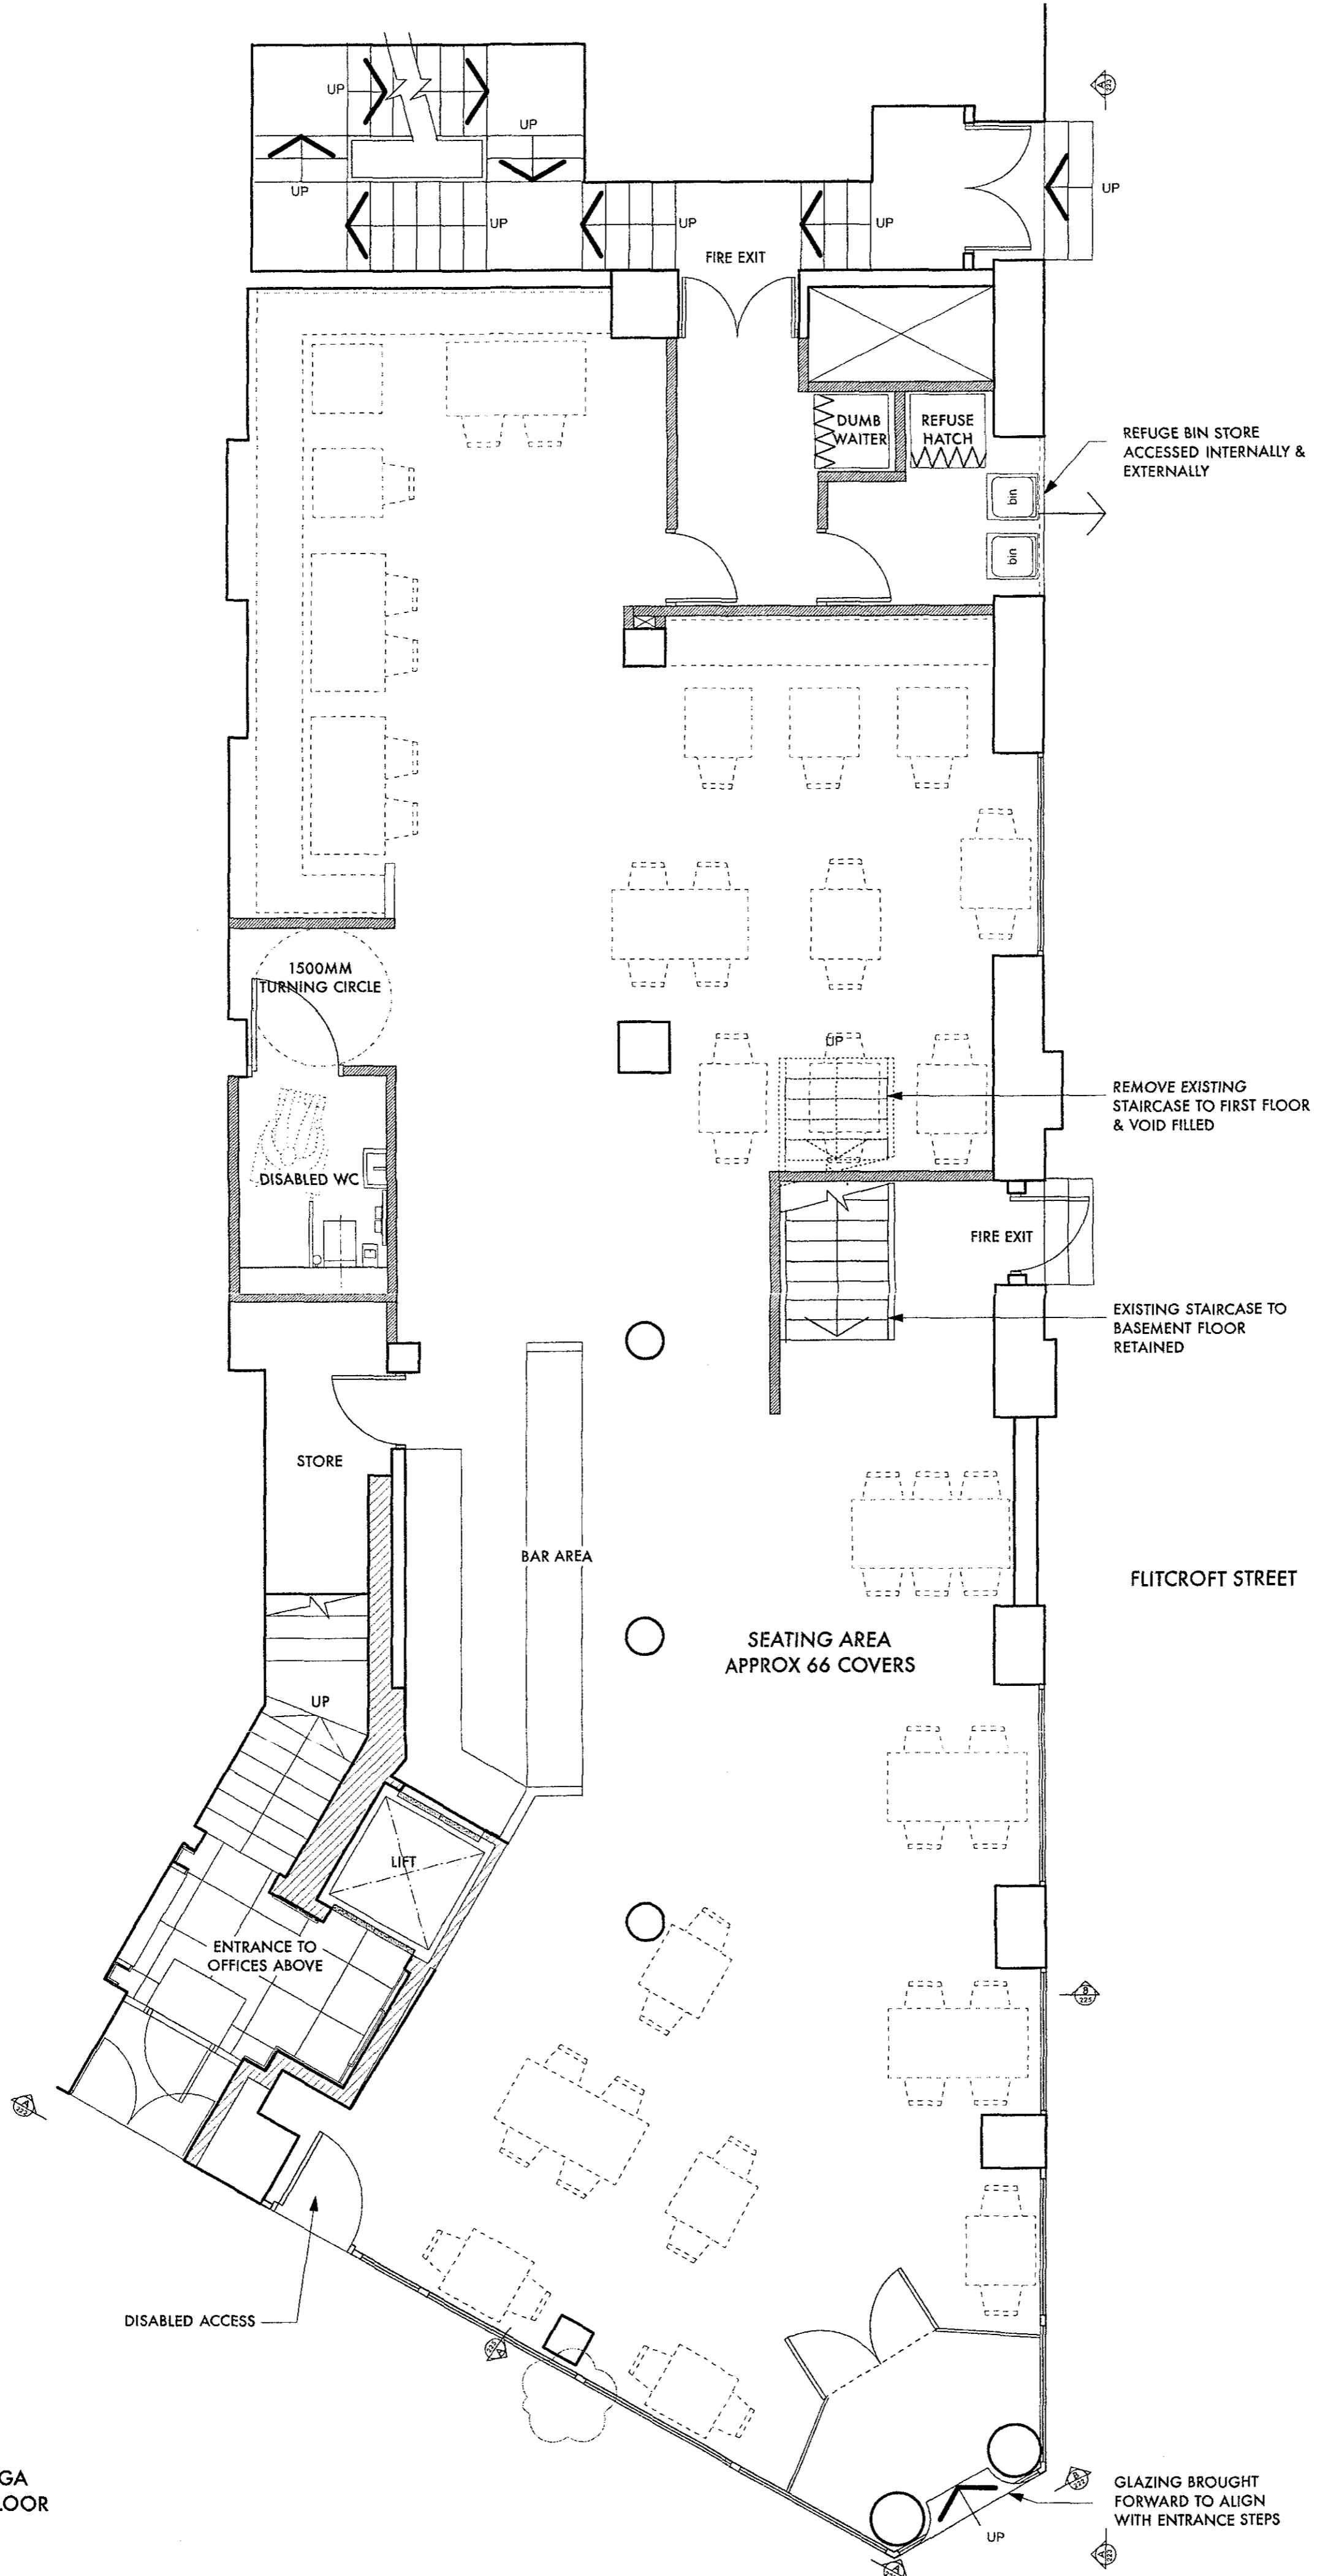 UP
UP
UP
UP
UP
UP
UP
FIRE EXIT
DUMB
WAITER
REFUSE
HATCH
bin
bin
REFUGE BIN STORE
ACCESSED INTERNALLY &
EXTERNALLY
1500MM
TURNING CIRCLE
UP
REMOVE EXISTING
STAIRCASE TO FIRST FLOOR
& VOID FILLED
DISABLED WC
FIRE EXIT
EXISTING STAIRCASE TO
BASEMENT FLOOR
RETAINED
STORE
BAR AREA
FLITCROFT STREET
SEATING AREA
APPROX 66 COVERS
UP
LIFT
ENTRANCE TO
OFFICES ABOVE
B
225
DISABLED ACCESS
GA
LOOR
GLAZING BROUGHT
FORWARD TO ALIGN
WITH ENTRANCE STEPS
UP